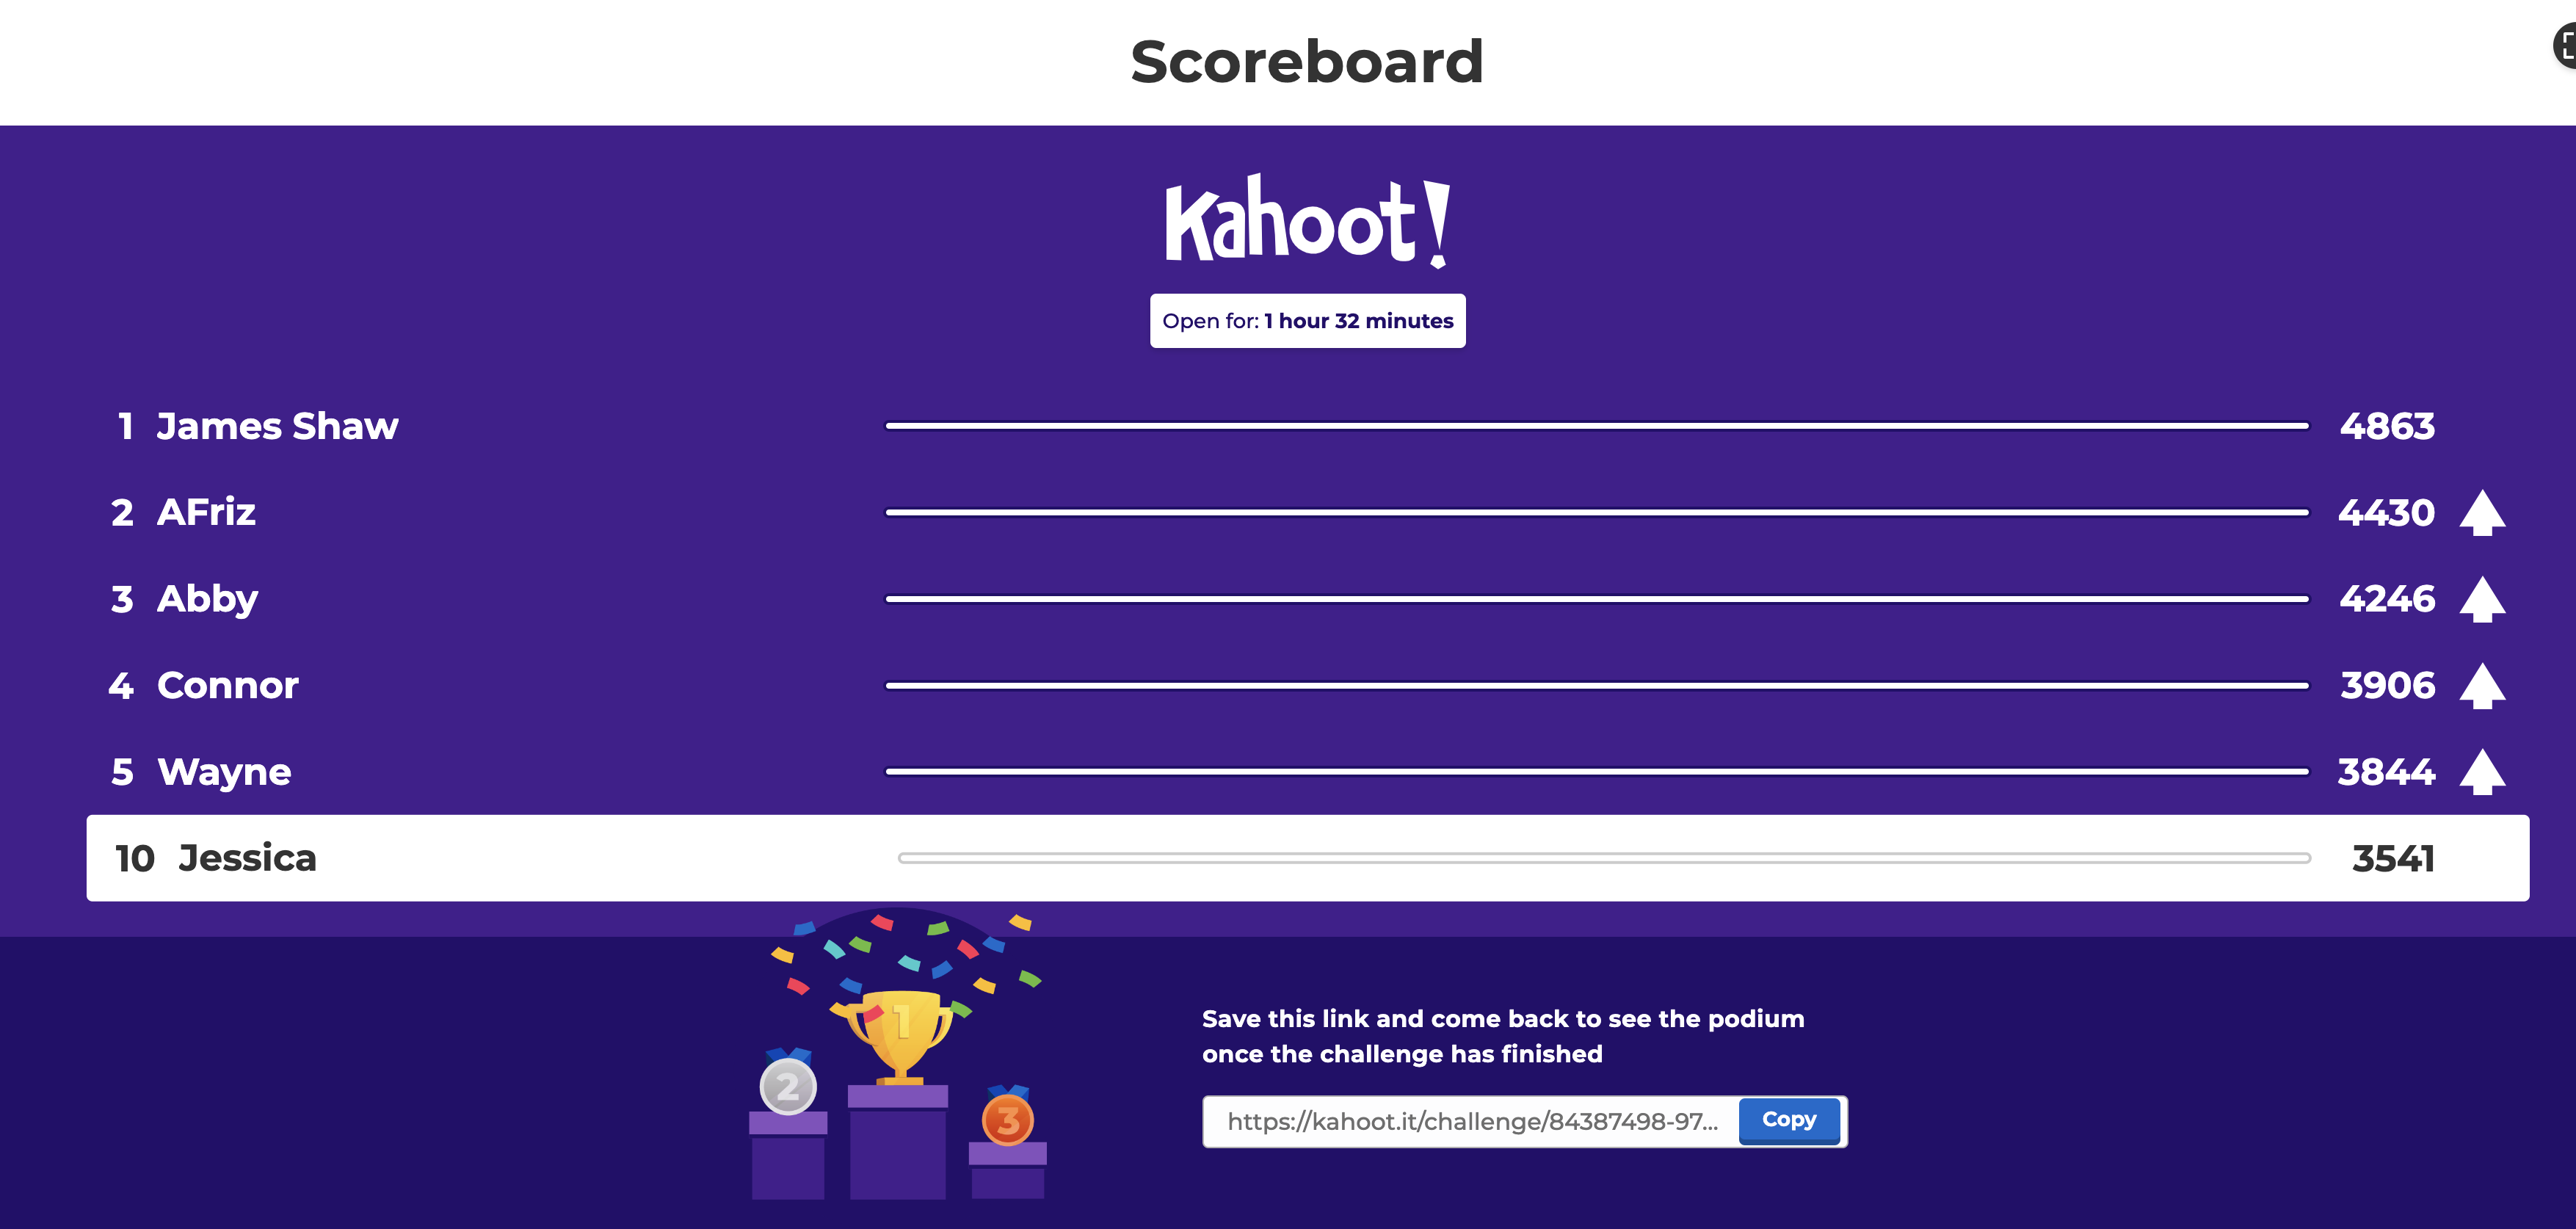 Scoreboard
Kahoot!
Open for: 1 hour 32 minutes
1 James Shaw 4863
2 AFriz 4430
3 Abby 4246
4 Connor 3906
5 Wayne 3844
10 Jessica 3541
1
2
3
Save this link and come back to see the podium
once the challenge has finished
https://kahoot.it/challenge/84387498-97... Copy